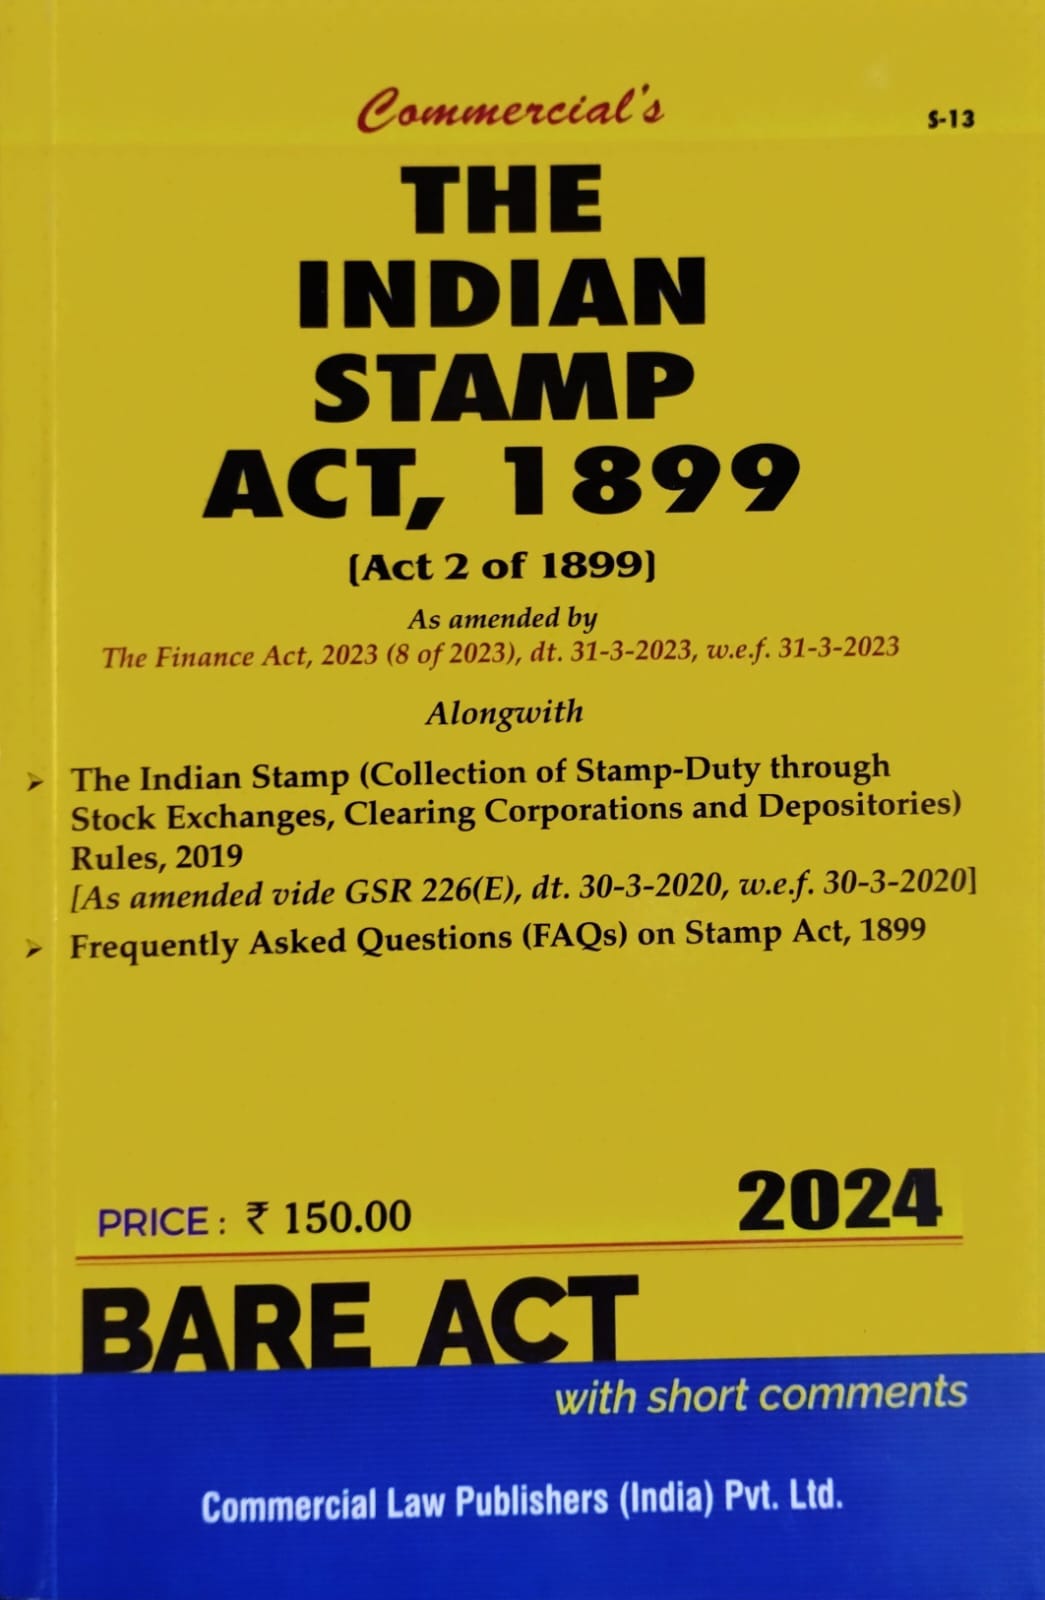 Commercial's
S-13
THE
INDIAN
STAMP
ACT, 1899
[Act 2 of 1899]
As amended by
The Finance Act, 2023 (8 of 2023), dt. 31-3-2023, w.e.f. 31-3-2023
Alongwith
➢ The Indian Stamp (Collection of Stamp-Duty through
Stock Exchanges, Clearing Corporations and Depositories)
Rules, 2019
[As amended vide GSR 226(E), dt. 30-3-2020, w.e.f. 30-3-2020]
➢ Frequently Asked Questions (FAQs) on Stamp Act, 1899
PRICE : ₹ 150.00
2024
BARE ACT
with short comments
Commercial Law Publishers (India) Pvt. Ltd.